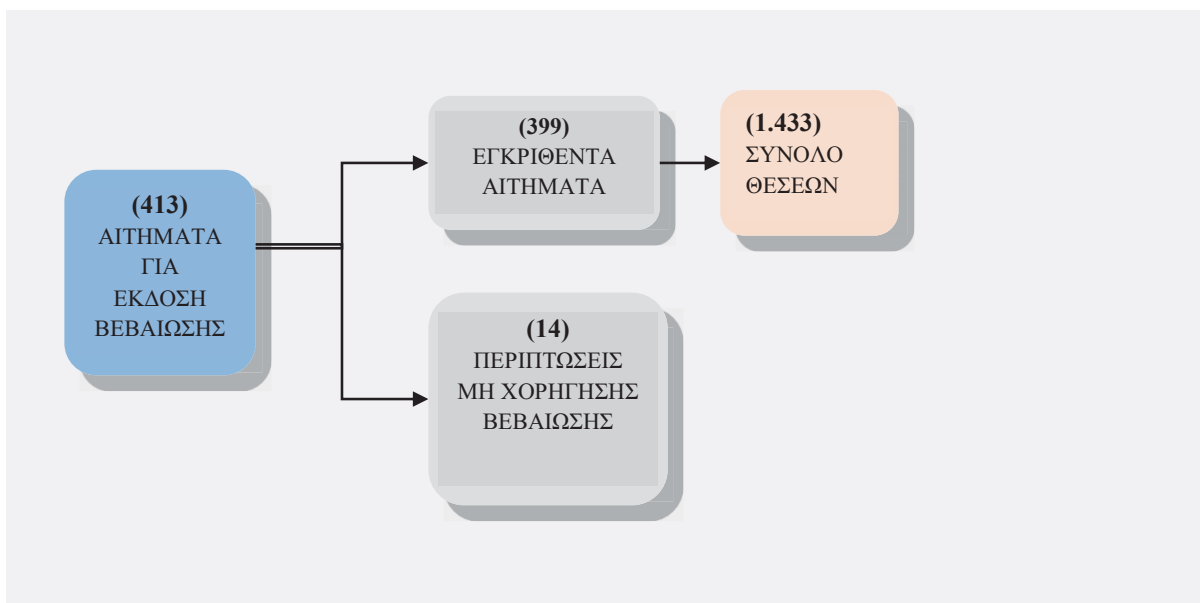 (413)
ΑΙΤΗΜΑΤΑ
ΓΙΑ
ΕΚΔΟΣΗ
ΒΕΒΑΙΩΣΗΣ
(399)
ΕΓΚΡΙΘΕΝΤΑ
ΑΙΤΗΜΑΤΑ
(1.433)
ΣΥΝΟΛΟ
ΘΕΣΕΩΝ
(14)
ΠΕΡΙΠΤΩΣΕΙΣ
ΜΗ ΧΟΡΗΓΗΣΗΣ
ΒΕΒΑΙΩΣΗΣ